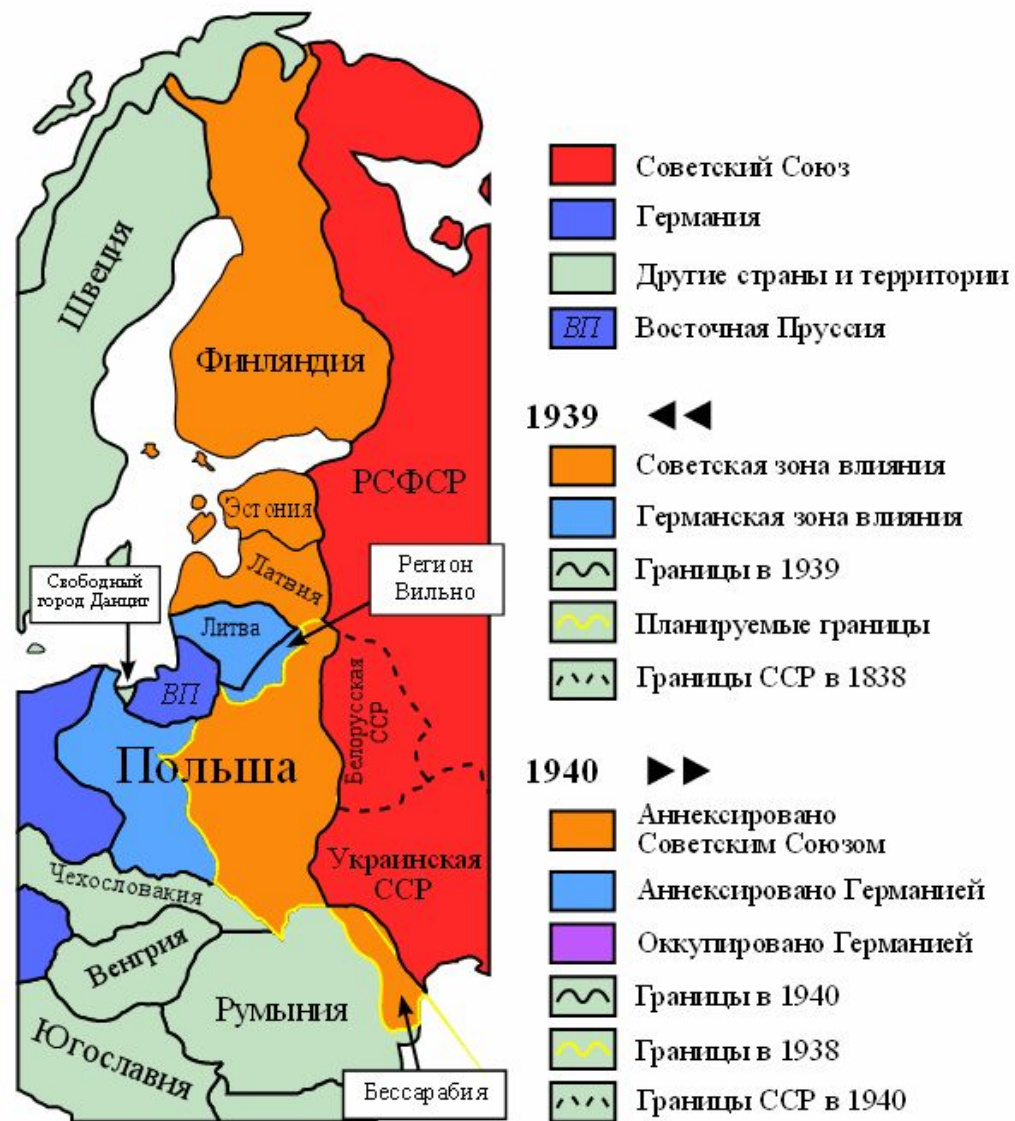 Швеция
Финляндия
РСФСР
Эстония
Латвия
Регион
Вильно
Свободный
город Данциг
Литва
ВП
Польша
Белорусская
ССР
Украинская
ССР
Чехословакия
Венгрия
Румыния
Югославия
Бессарабия
Советский Союз
Германия
Другие страны и территории
ВП Восточная Пруссия
1939
Советская зона влияния
Германская зона влияния
Границы в 1939
Планируемые границы
Границы ССР в 1838
1940
Аннексировано
Советским Союзом
Аннексировано Германией
Оккупировано Германией
Границы в 1940
Границы в 1938
Границы ССР в 1940